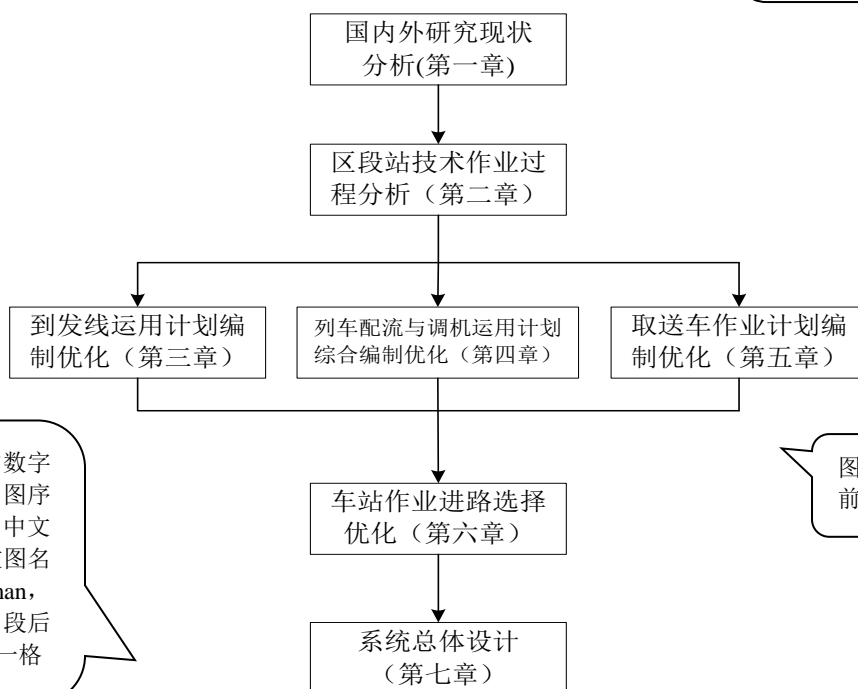 国内外研究现状
分析(第一章)
区段站技术作业过
程分析（第二章）
到发线运用计划编
制优化（第三章）
列车配流与调机运用计划
综合编制优化（第四章）
取送车作业计划编
制优化（第五章）
数字
图序
中文
图名
nan，
段后
一格
图
前
车站作业进路选择
优化（第六章）
系统总体设计
（第七章）